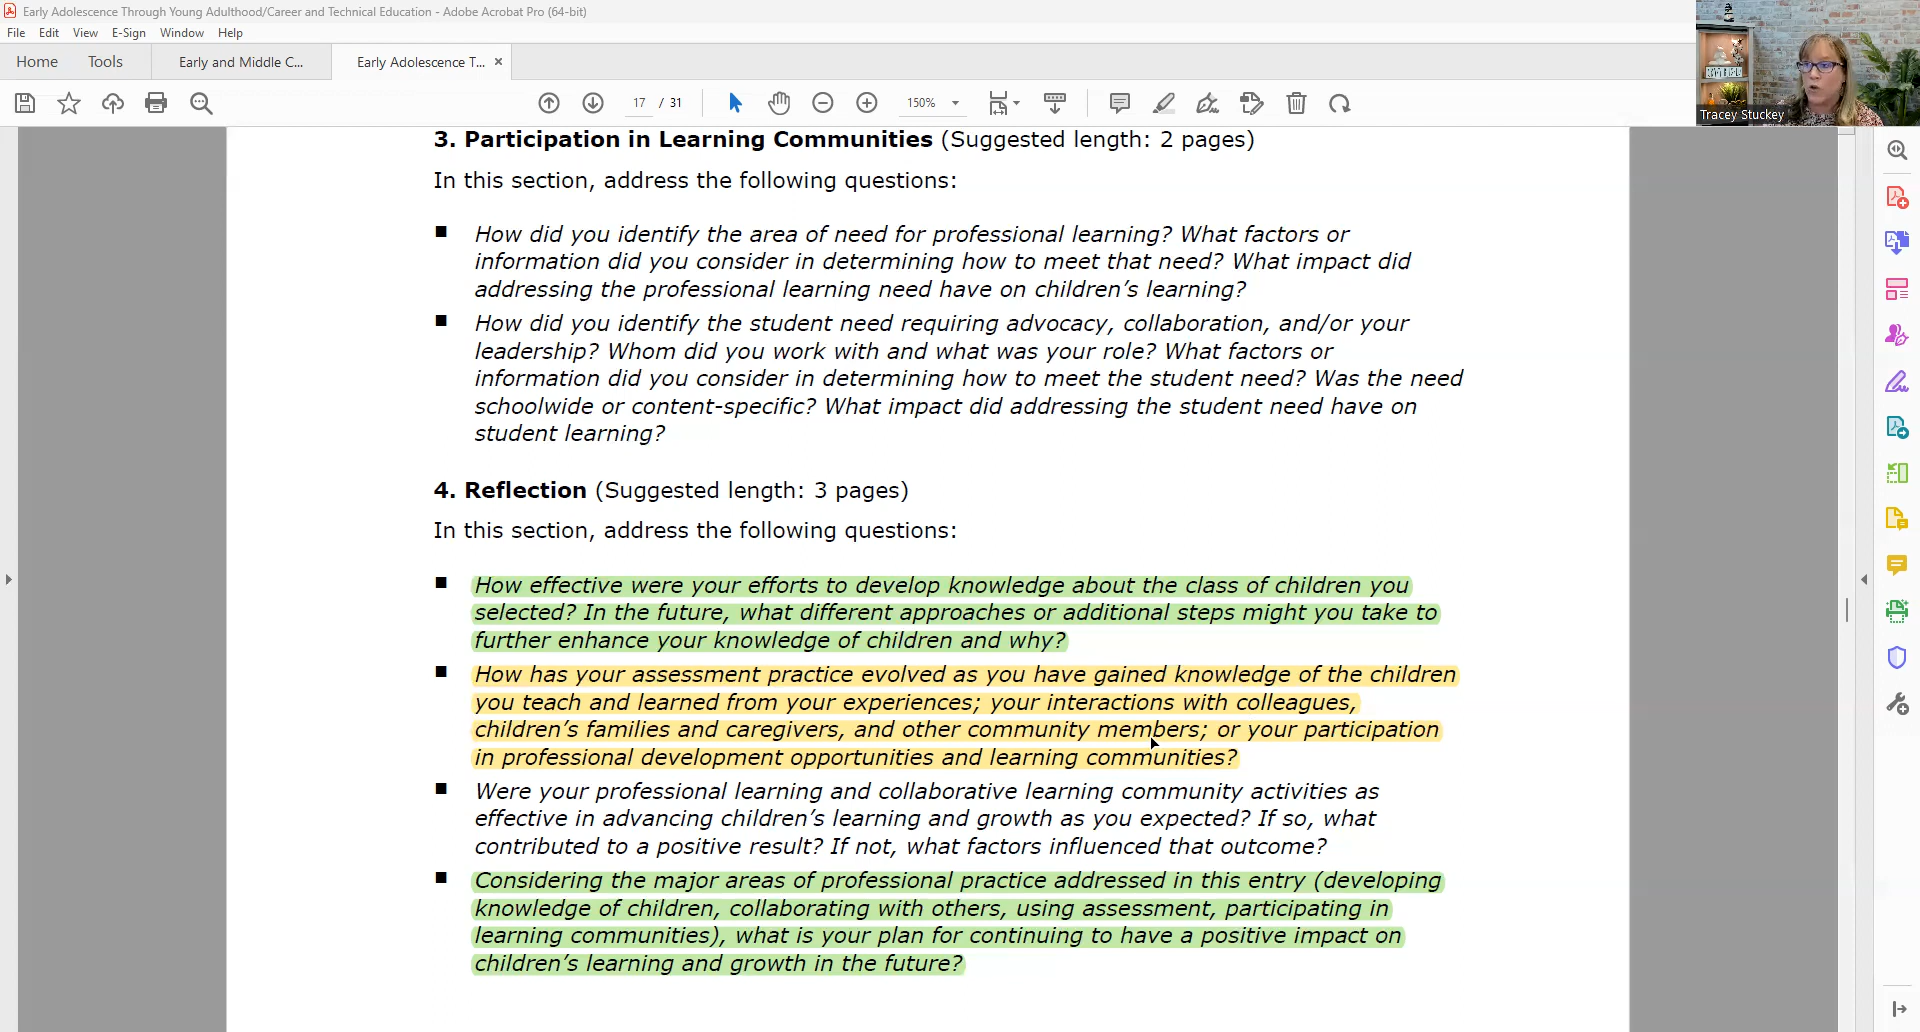 Early Adolescence Through Young Adulthood/Career and Technical Education - Adobe Acrobat Pro (64-bit)
File Edit View E-Sign Window Help
Home Tools Early and Middle C... Early Adolescence T... ×
17 / 31 150%
Tracey Stuckey
3. Participation in Learning Communities (Suggested length: 2 pages)
In this section, address the following questions:
■ How did you identify the area of need for professional learning? What factors or
information did you consider in determining how to meet that need? What impact did
addressing the professional learning need have on children's learning?
■ How did you identify the student need requiring advocacy, collaboration, and/or your
leadership? Whom did you work with and what was your role? What factors or
information did you consider in determining how to meet the student need? Was the need
schoolwide or content-specific? What impact did addressing the student need have on
student learning?
4. Reflection (Suggested length: 3 pages)
In this section, address the following questions:
■ How effective were your efforts to develop knowledge about the class of children you
selected? In the future, what different approaches or additional steps might you take to
further enhance your knowledge of children and why?
■ How has your assessment practice evolved as you have gained knowledge of the children
you teach and learned from your experiences; your interactions with colleagues,
children's families and caregivers, and other community members; or your participation
in professional development opportunities and learning communities?
■ Were your professional learning and collaborative learning community activities as
effective in advancing children's learning and growth as you expected? If so, what
contributed to a positive result? If not, what factors influenced that outcome?
■ Considering the major areas of professional practice addressed in this entry (developing
knowledge of children, collaborating with others, using assessment, participating in
learning communities), what is your plan for continuing to have a positive impact on
children's learning and growth in the future?